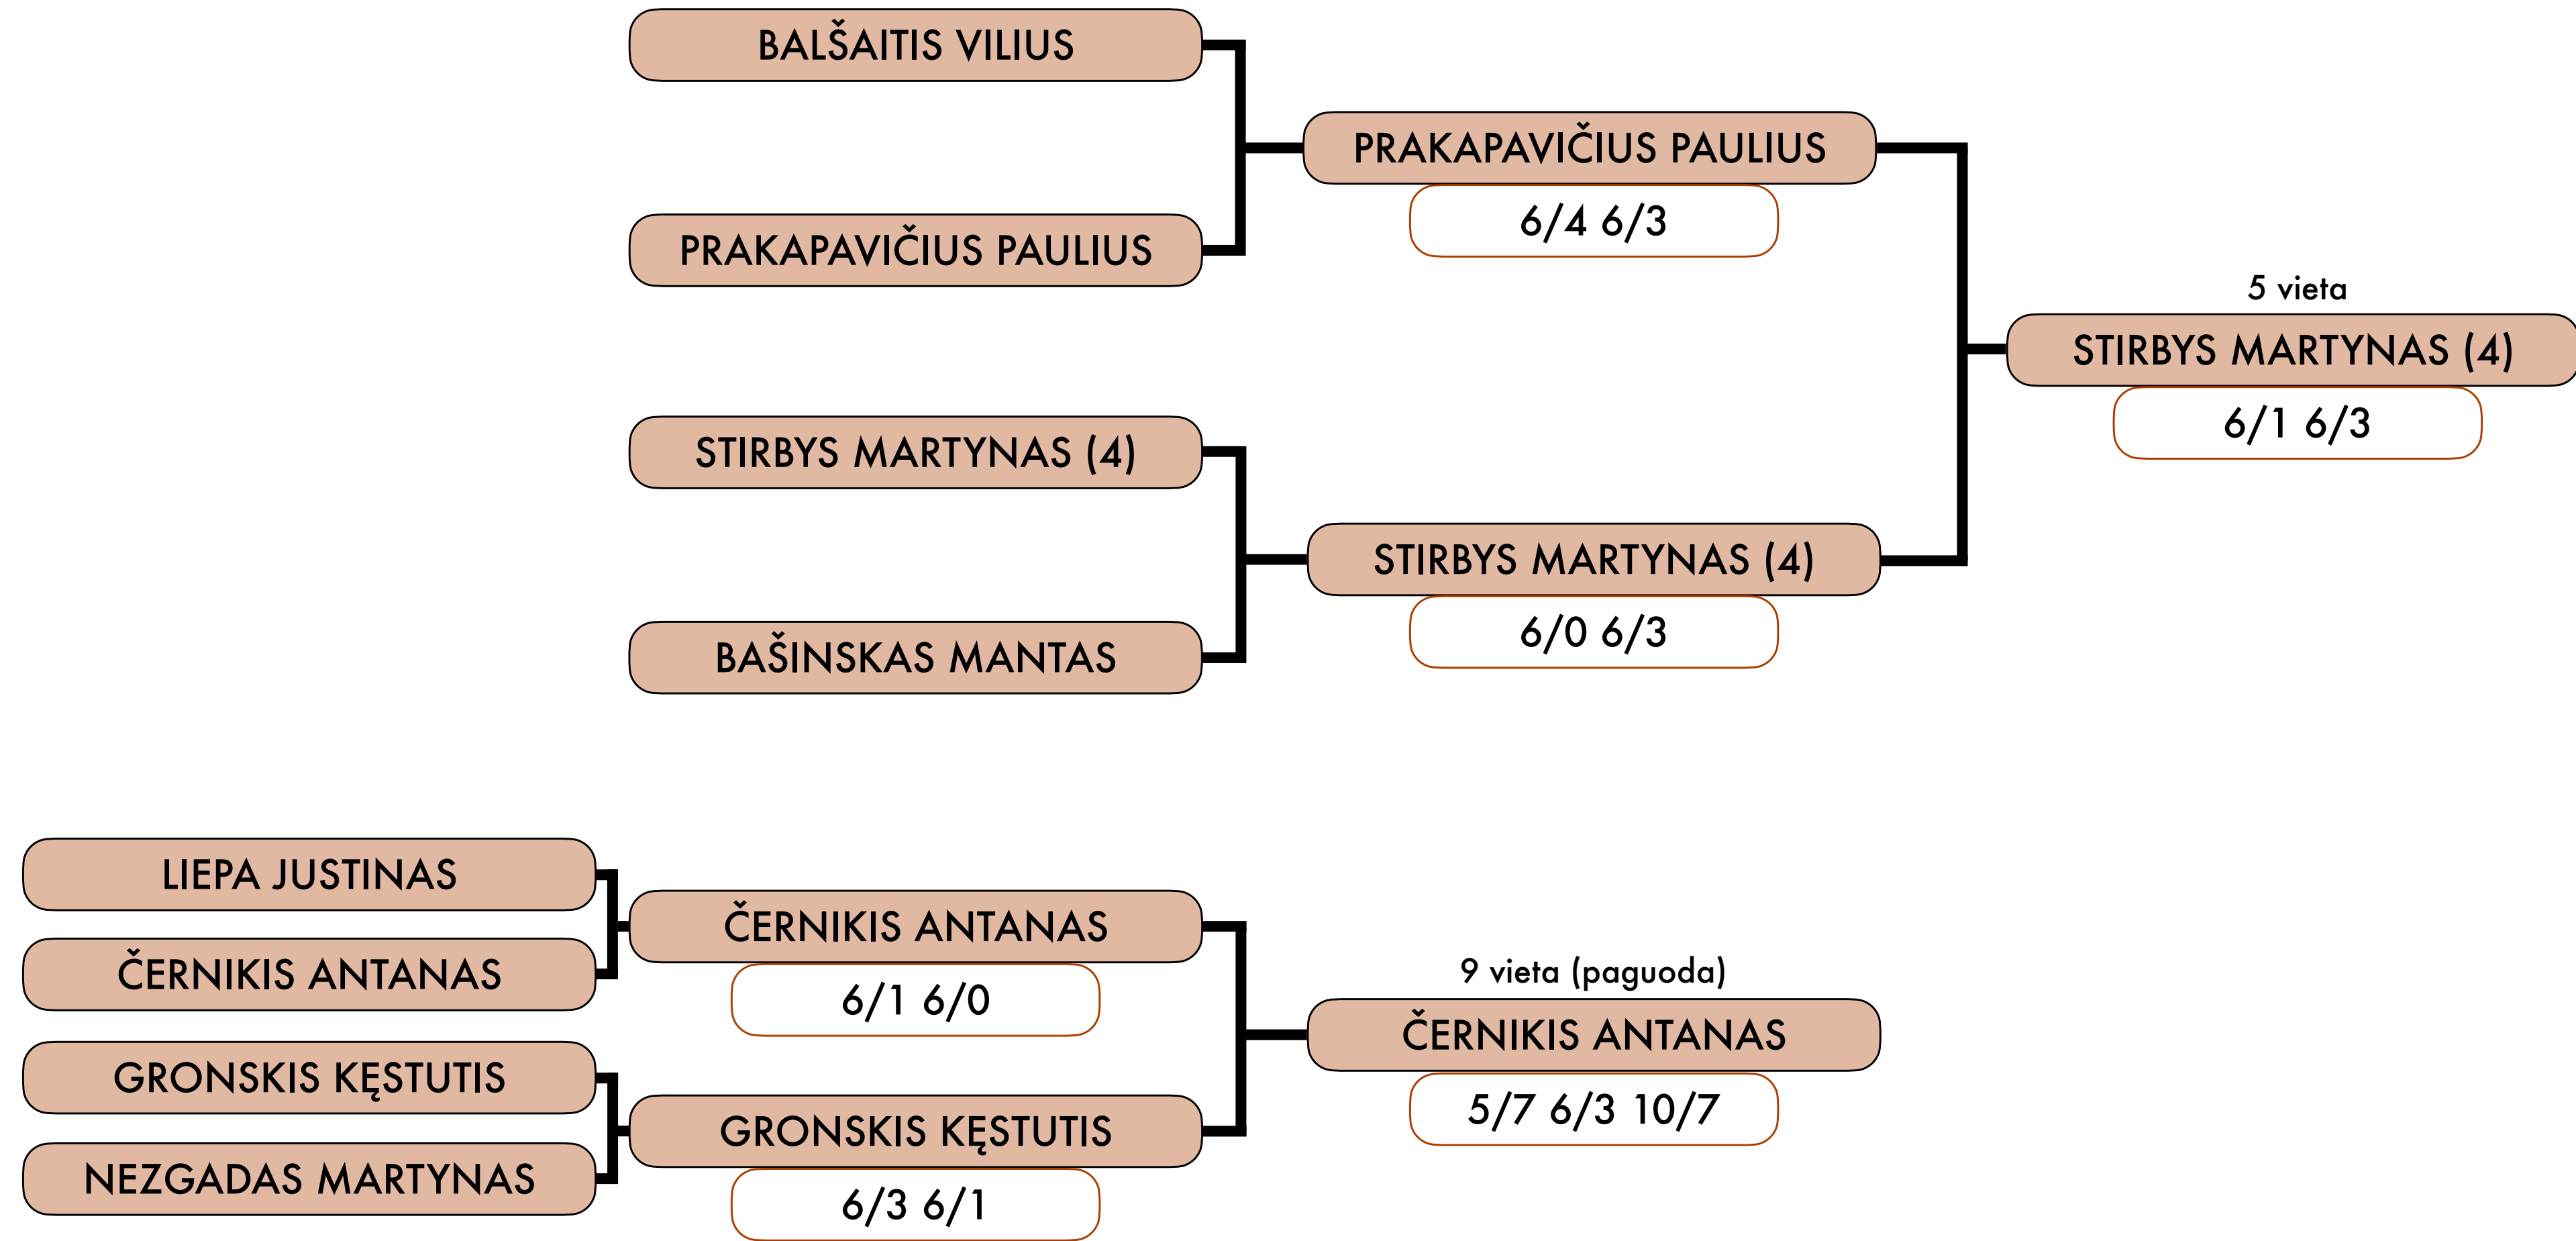 BALŠAITIS VILIUS
PRAKAPAVIČIUS PAULIUS
6/4 6/3
PRAKAPAVIČIUS PAULIUS
5 vieta
STIRBYS MARTYNAS (4)
6/1 6/3
STIRBYS MARTYNAS (4)
STIRBYS MARTYNAS (4)
6/0 6/3
BAŠINSKAS MANTAS
LIEPA JUSTINAS
ČERNIKIS ANTANAS
ČERNIKIS ANTANAS
6/1 6/0
9 vieta (paguoda)
ČERNIKIS ANTANAS
5/7 6/3 10/7
GRONSKIS KĘSTUTIS
GRONSKIS KĘSTUTIS
6/3 6/1
NEZGADAS MARTYNAS